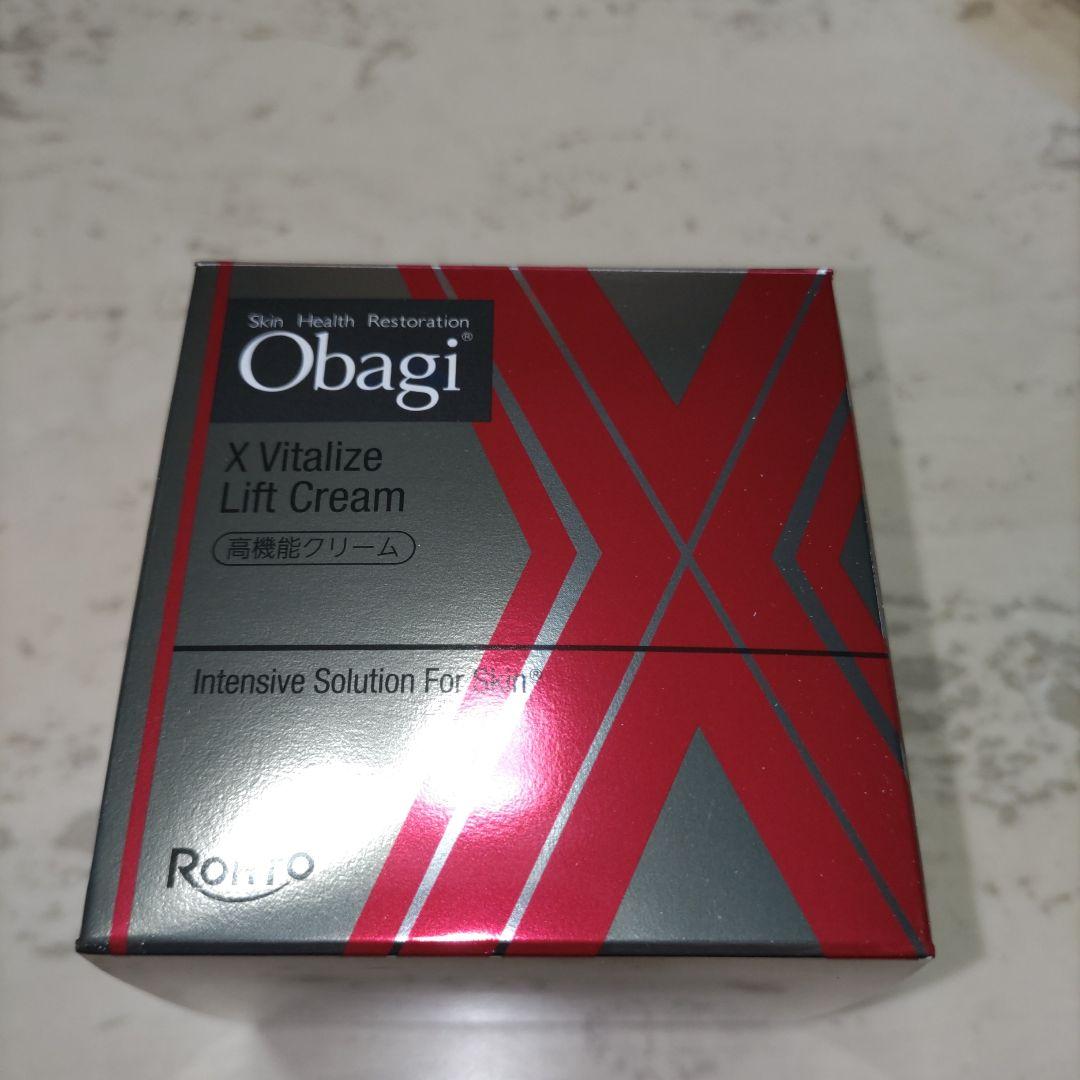 Skin Health Restoration
Obagi®
X Vitalize
Lift Cream
高機能クリーム
Intensive Solution For Skin®
ROHTO